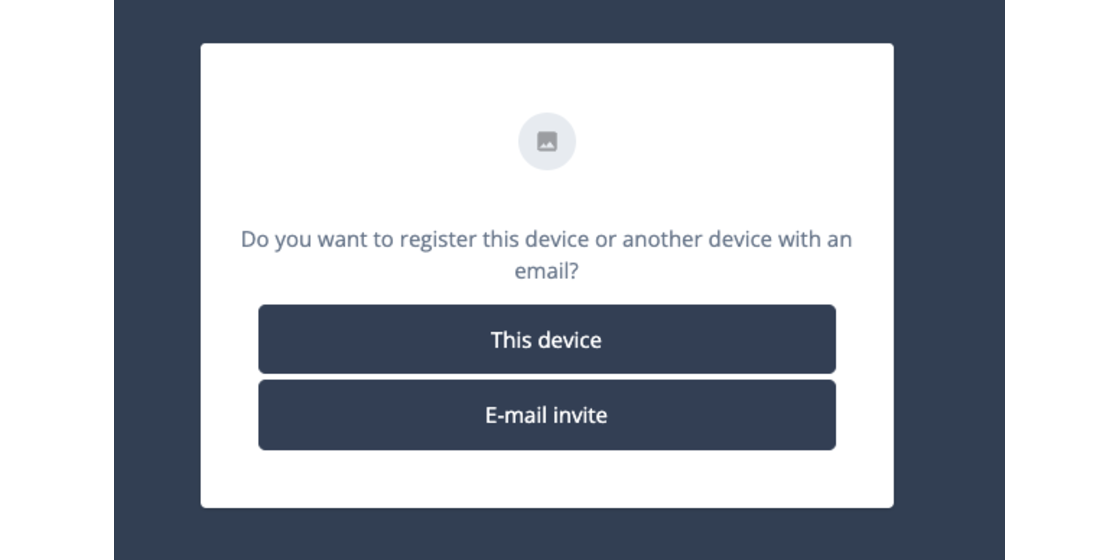 Do you want to register this device or another device with an
email?
This device
E-mail invite